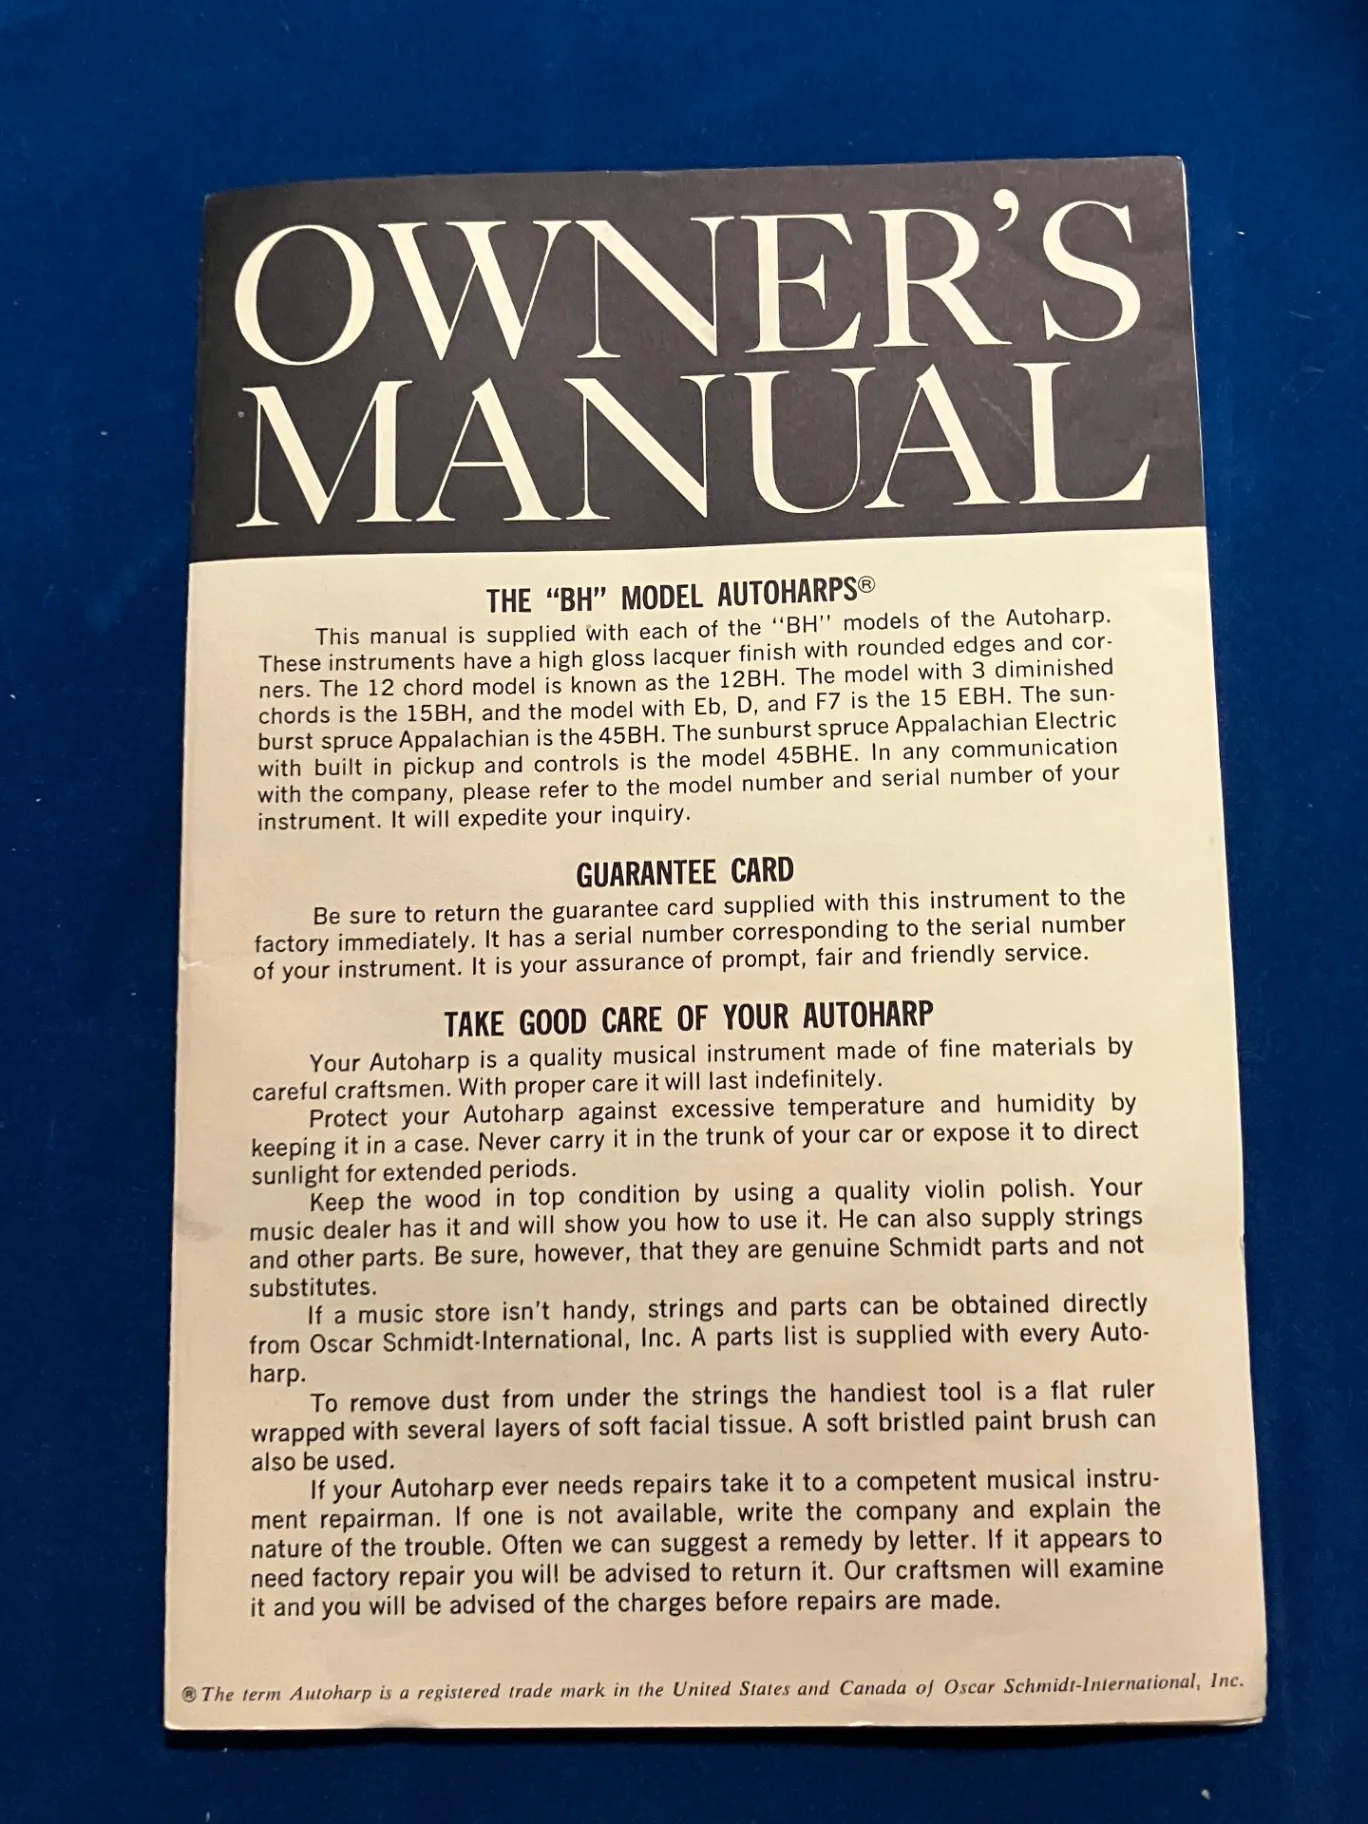 OWNER'S
MANUAL
THE “BH” MODEL AUTOHARPS®
This manual is supplied with each of the "BH" models of the Autoharp.
These instruments have a high gloss lacquer finish with rounded edges and cor-
ners. The 12 chord model is known as the 12BH. The model with 3 diminished
chords is the 15BH, and the model with Eb, D, and F7 is the 15 EBH. The sun-
burst spruce Appalachian is the 45BH. The sunburst spruce Appalachian Electric
with built in pickup and controls is the model 45BHE. In any communication
with the company, please refer to the model number and serial number of your
instrument. It will expedite your inquiry.
GUARANTEE CARD
Be sure to return the guarantee card supplied with this instrument to the
factory immediately. It has a serial number corresponding to the serial number
of your instrument. It is your assurance of prompt, fair and friendly service.
TAKE GOOD CARE OF YOUR AUTOHARP
Your Autoharp is a quality musical instrument made of fine materials by
careful craftsmen. With proper care it will last indefinitely.
Protect your Autoharp against excessive temperature and humidity by
keeping it in a case. Never carry it in the trunk of your car or expose it to direct
sunlight for extended periods.
Keep the wood in top condition by using a quality violin polish. Your
music dealer has it and will show you how to use it. He can also supply strings
and other parts. Be sure, however, that they are genuine Schmidt parts and not
substitutes.
If a music store isn't handy, strings and parts can be obtained directly
from Oscar Schmidt-International, Inc. A parts list is supplied with every Auto-
harp.
To remove dust from under the strings the handiest tool is a flat ruler
wrapped with several layers of soft facial tissue. A soft bristled paint brush can
also be used.
If your Autoharp ever needs repairs take it to a competent musical instru-
ment repairman. If one is not available, write the company and explain the
nature of the trouble. Often we can suggest a remedy by letter. If it appears to
need factory repair you will be advised to return it. Our craftsmen will examine
it and you will be advised of the charges before repairs are made.
® The term Autoharp is a registered trade mark in the United States and Canada of Oscar Schmidt-International, Inc.